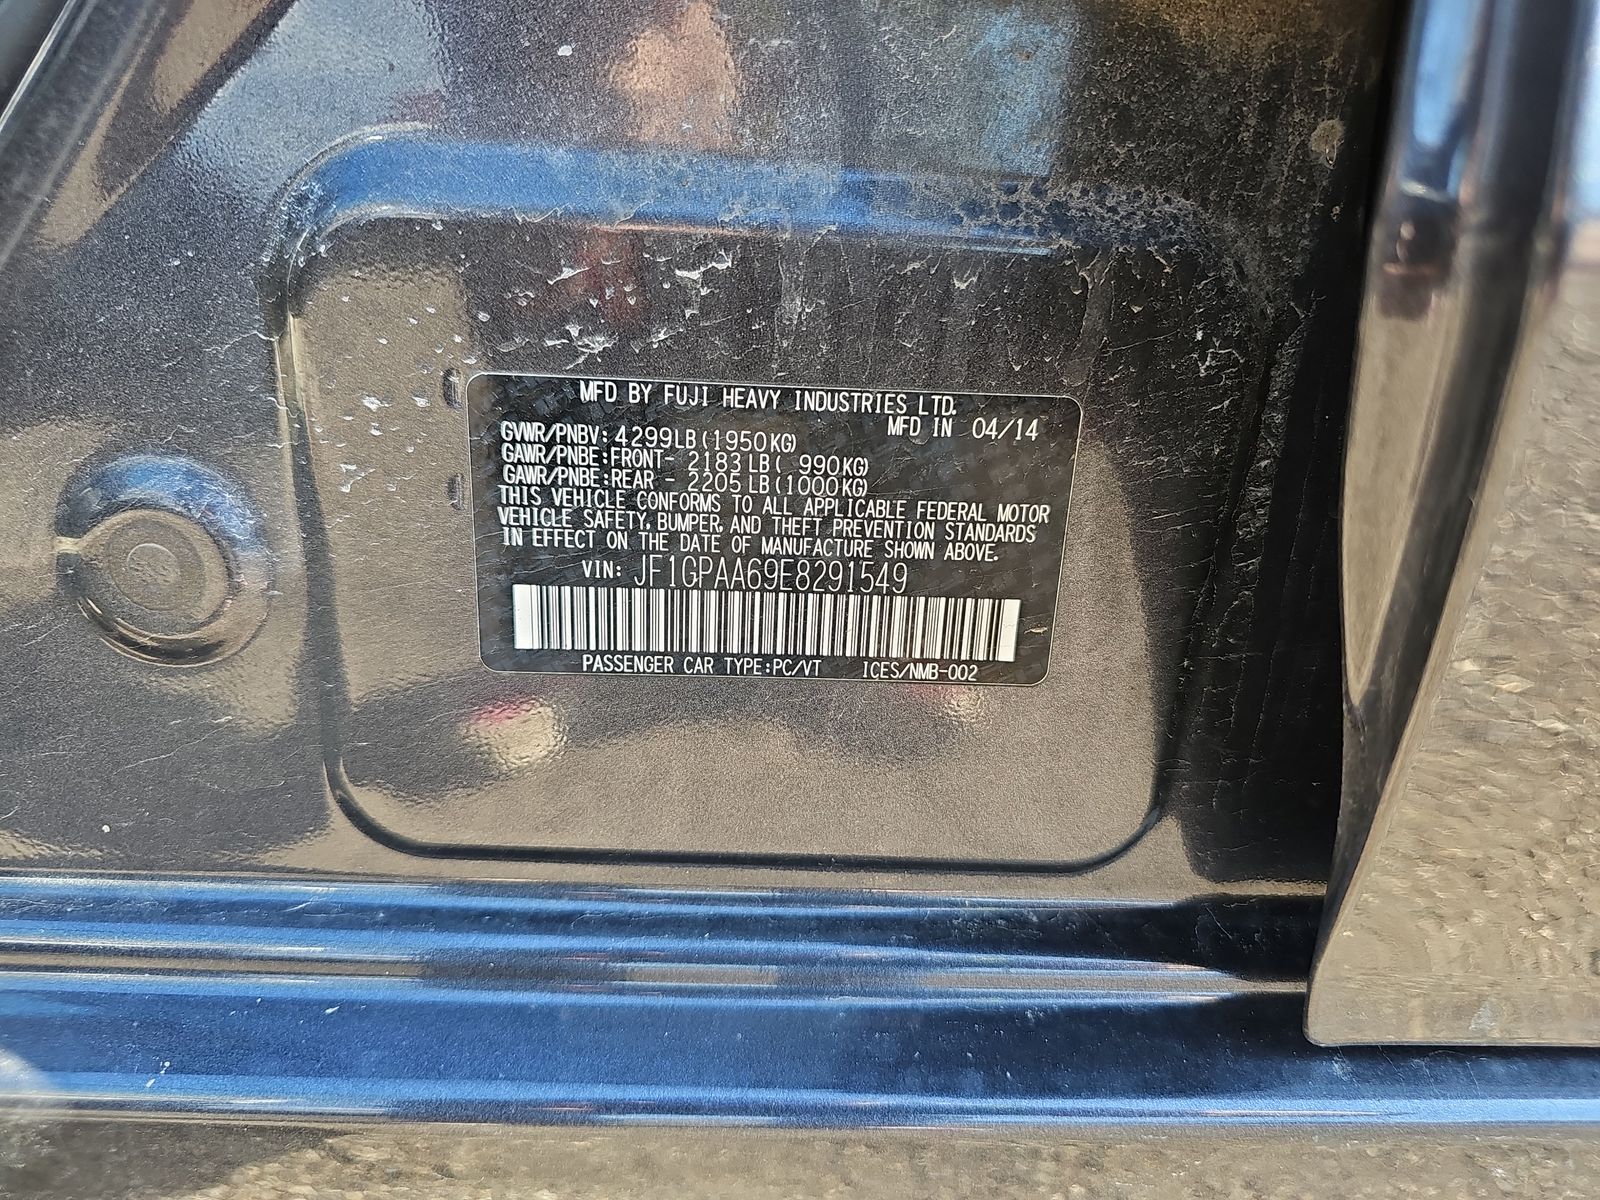 MFD BY FUJI HEAVY INDUSTRIES LTD.
MFD IN 04/14
GVWR/PNBV: 4299LB (1950KG)
GAWR/PNBE: FRONT- 2183 LB ( 990KG)
GAWR/PNBE: REAR - 2205 LB (1000KG)
THIS VEHICLE CONFORMS TO ALL APPLICABLE FEDERAL MOTOR
VEHICLE SAFETY, BUMPER, AND THEFT PREVENTION STANDARDS
IN EFFECT ON THE DATE OF MANUFACTURE SHOWN ABOVE.
VIN: JF1GPAA69E8291549
PASSENGER CAR TYPE:PC/VT ICES/NMB-002